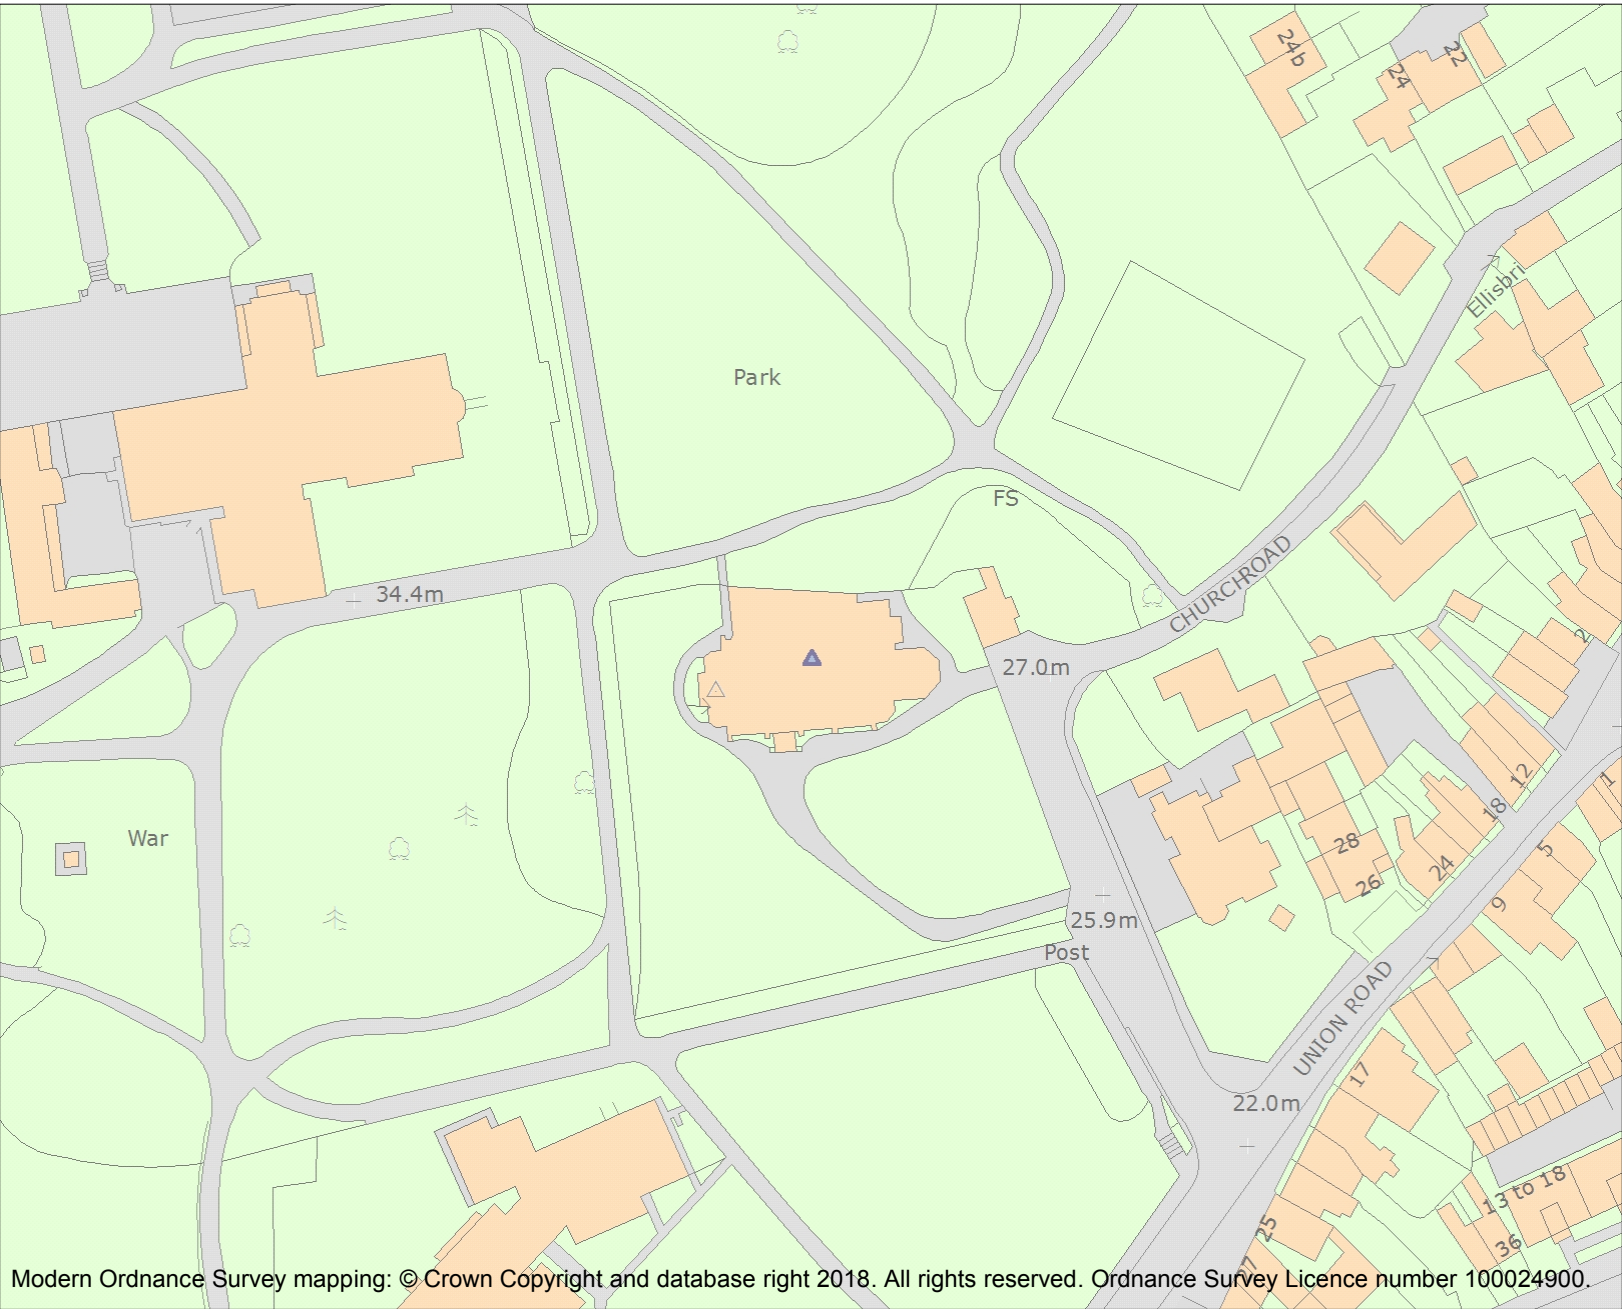 24b
24
22
Ellisbri
Park
FS
CHURCHROAD
34.4m
27.0m
2
12
18
1
War
28
26
24
5
9
25.9m
Post
UNION ROAD
17
22.0m
13 to 18
25
36
27
Modern Ordnance Survey mapping: © Crown Copyright and database right 2018. All rights reserved. Ordnance Survey Licence number 100024900.